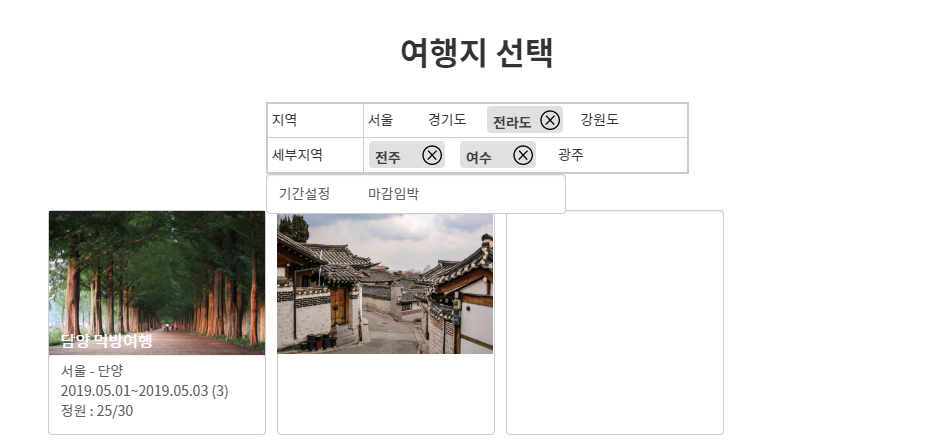 여행지 선택
지역 서울 경기도 전라도 강원도
세부지역 전주 여수 광주
기간설정 마감임박
담양 먹방여행
서울 - 단양
2019.05.01~2019.05.03 (3)
정원 : 25/30